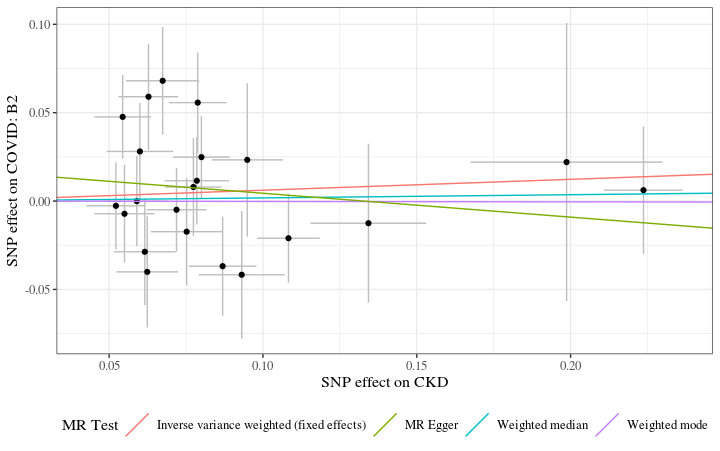 0.10
0.05
0.00
-0.05
SNP effect on COVID: B2
0.05 0.10 0.15 0.20
SNP effect on CKD
MR Test Inverse variance weighted (fixed effects) MR Egger Weighted median Weighted mode